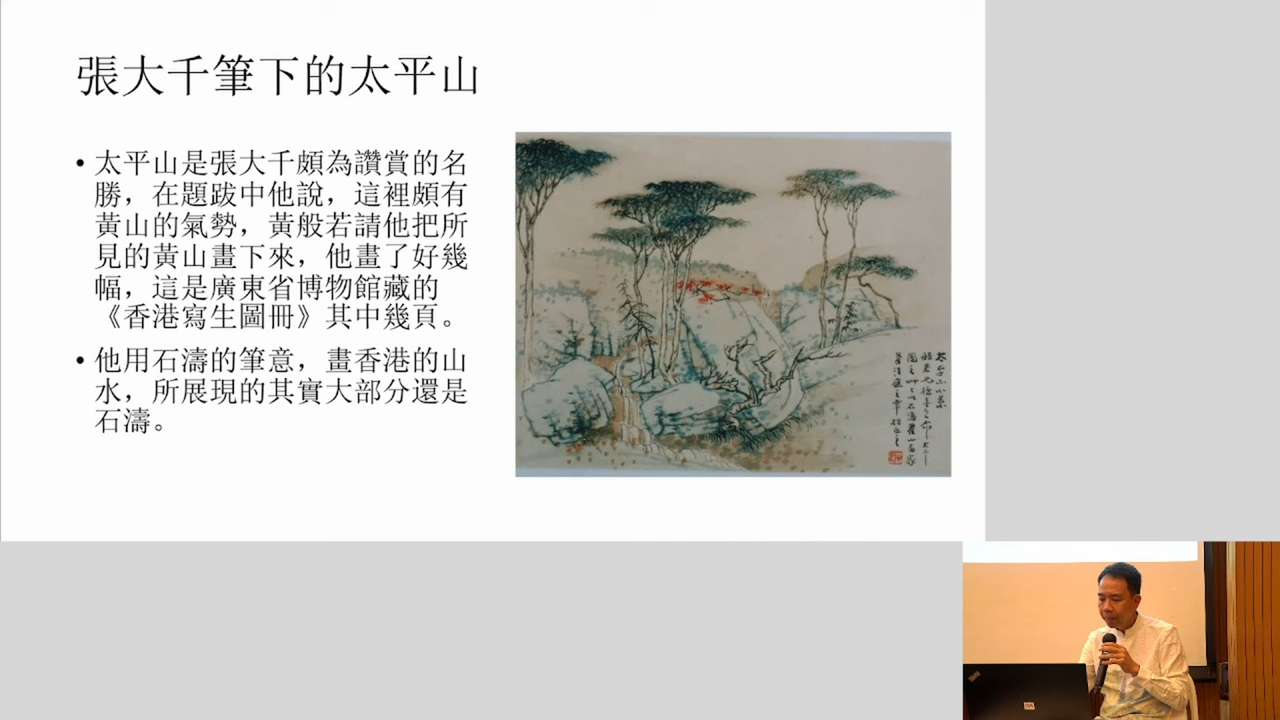 張大千筆下的太平山
• 太平山是張大千頗為讚賞的名
勝，在題跋中他說，這裡頗有
黃山的氣勢，黃般若請他把所
見的黃山畫下來，他畫了好幾
幅，這是廣東省博物館藏的
《香港寫生圖冊》其中幾頁。
• 他用石濤的筆意，畫香港的山
水，所展現的其實大部分還是
石濤。